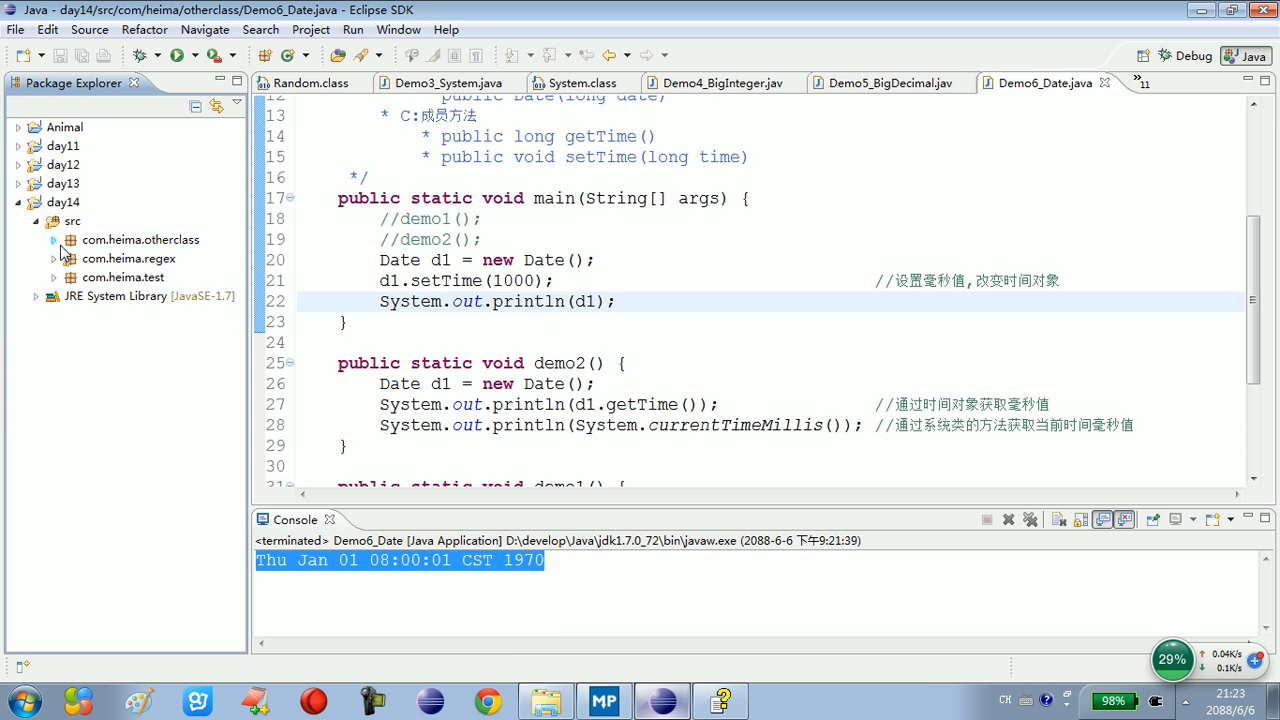 Java - day14/src/com/heima/otherclass/Demo6_Date.java - Eclipse SDK
File Edit Source Refactor Navigate Search Project Run Window Help
Debug Java
Package Explorer
Random.class Demo3_System.java System.class Demo4_BigInteger.jav Demo5_BigDecimal.jav Demo6_Date.java »11
Animal
day11
day12
day13
day14
src
com.heima.otherclass
com.heima.regex
com.heima.test
JRE System Library [JavaSE-1.7]
12 * public Date(long date)
13 * C:成员方法
14 * public long getTime()
15 * public void setTime(long time)
16 */
17 public static void main(String[] args) {
18 //demo1();
19 //demo2();
20 Date d1 = new Date();
21 d1.setTime(1000); //设置毫秒值,改变时间对象
22 System.out.println(d1);
23 }
24
25 public static void demo2() {
26 Date d1 = new Date();
27 System.out.println(d1.getTime()); //通过时间对象获取毫秒值
28 System.out.println(System.currentTimeMillis()); //通过系统类的方法获取当前时间毫秒值
29 }
30
31 public static void demo1() {
Console
<terminated> Demo6_Date [Java Application] D:\develop\Java\jdk1.7.0_72\bin\javaw.exe (2088-6-6 下午9:21:39)
Thu Jan 01 08:00:01 CST 1970
29%
0.04K/s
0.1K/s
MP
CH
98%
21:23
2088/6/6